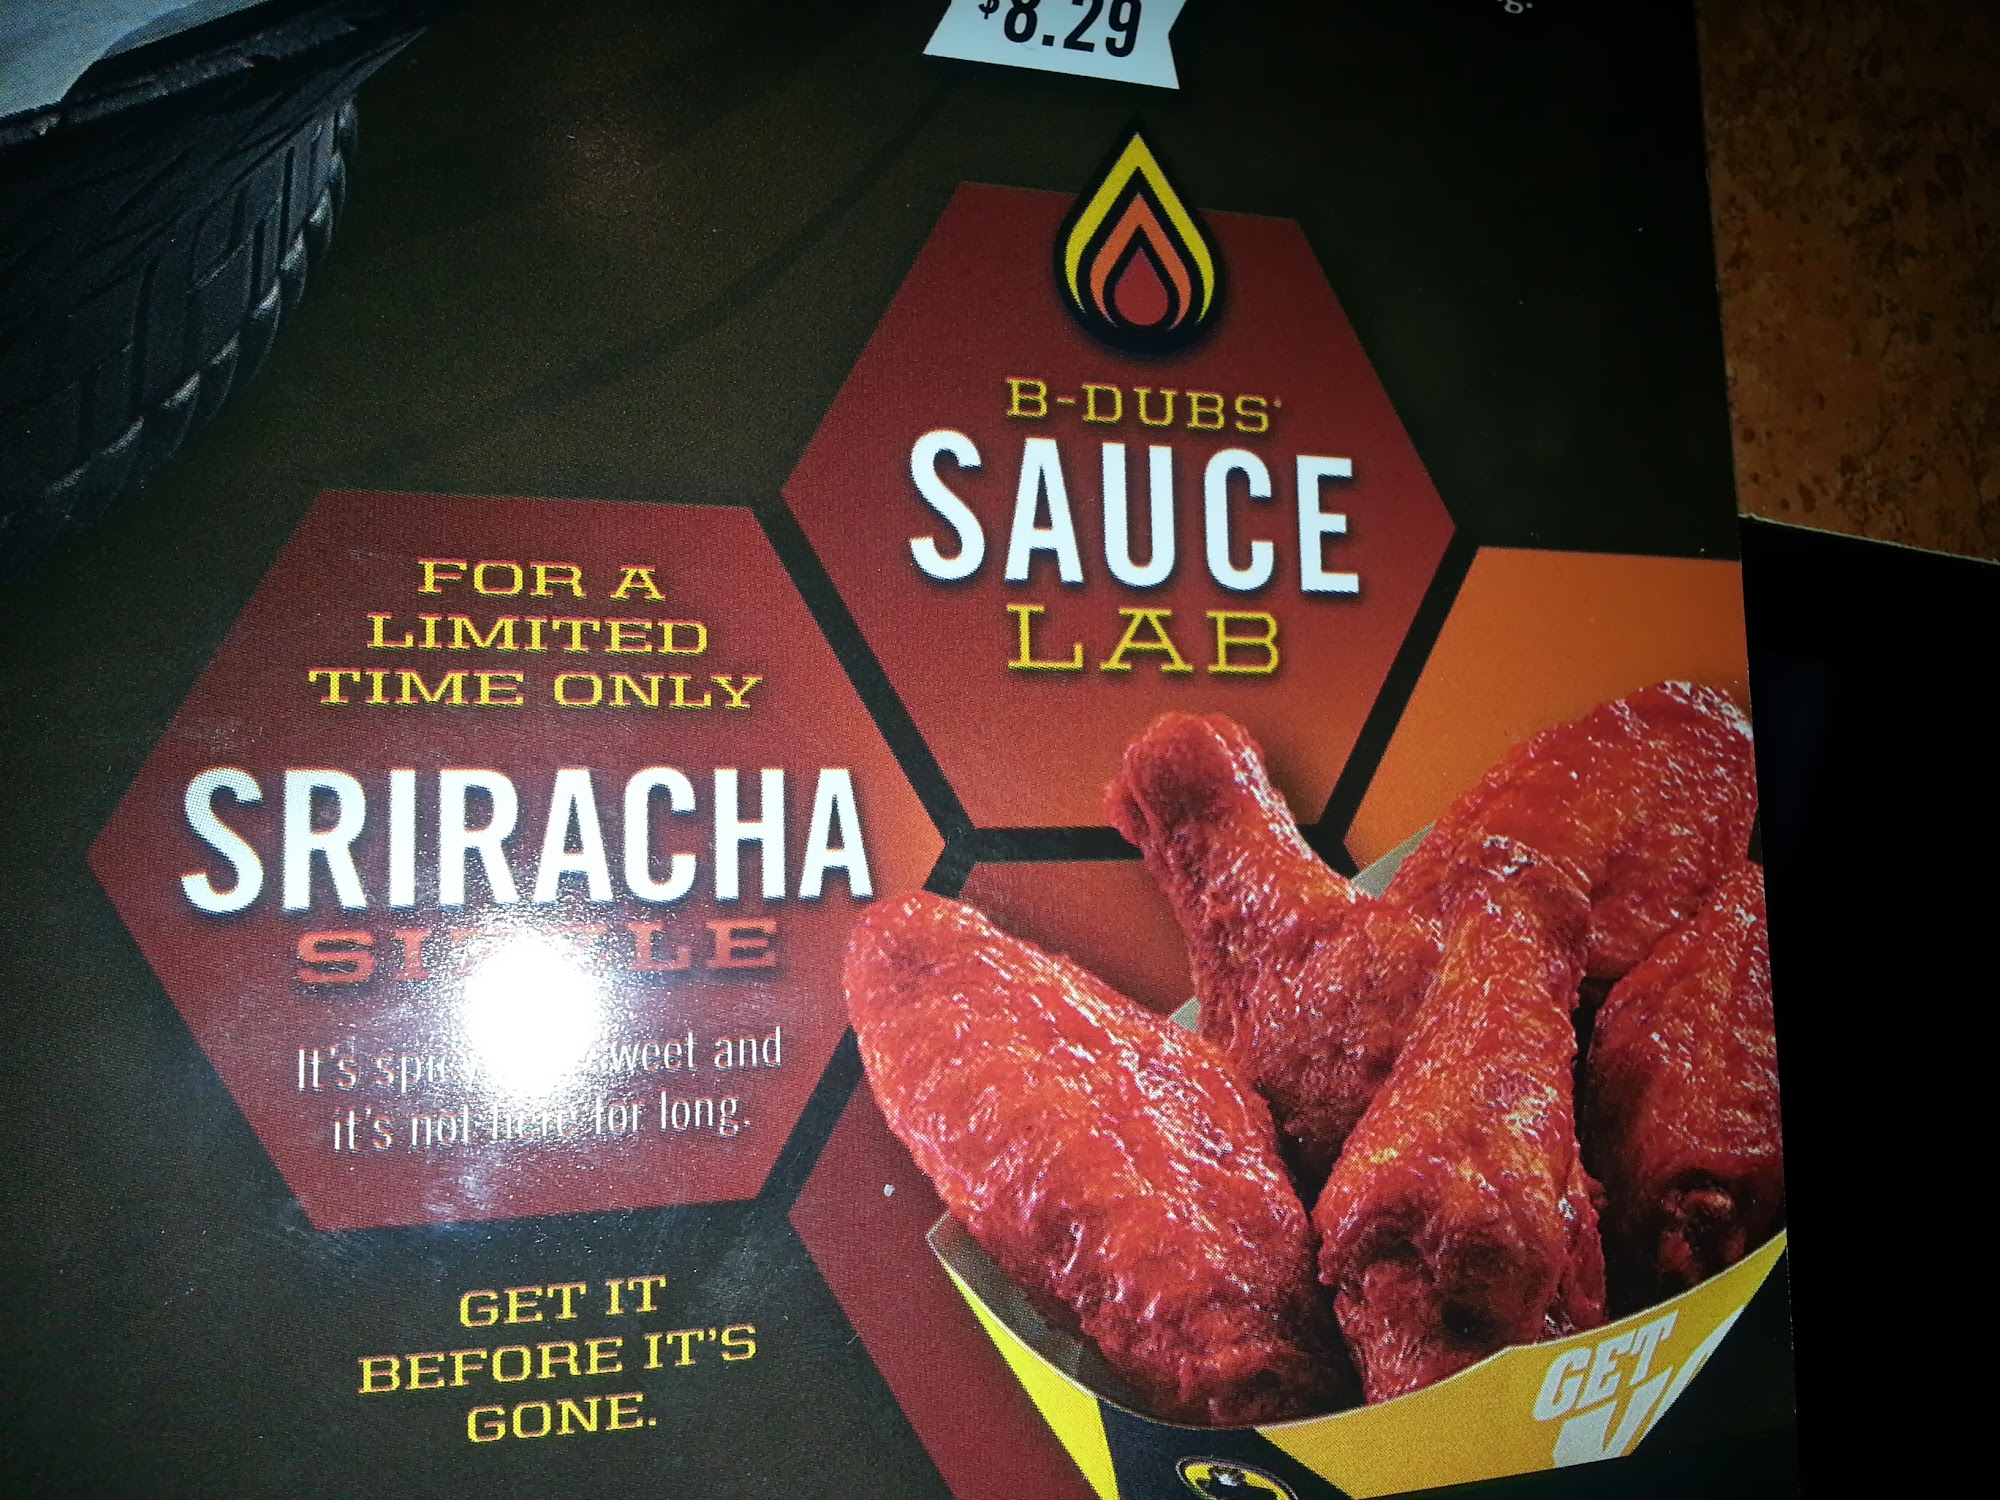 $8.29
B-DUBS'
SAUCE
LAB
FOR A
LIMITED
TIME ONLY
SRIRACHA
It's weet and
it's not here for long.
GET IT
BEFORE IT'S
GONE.
GET